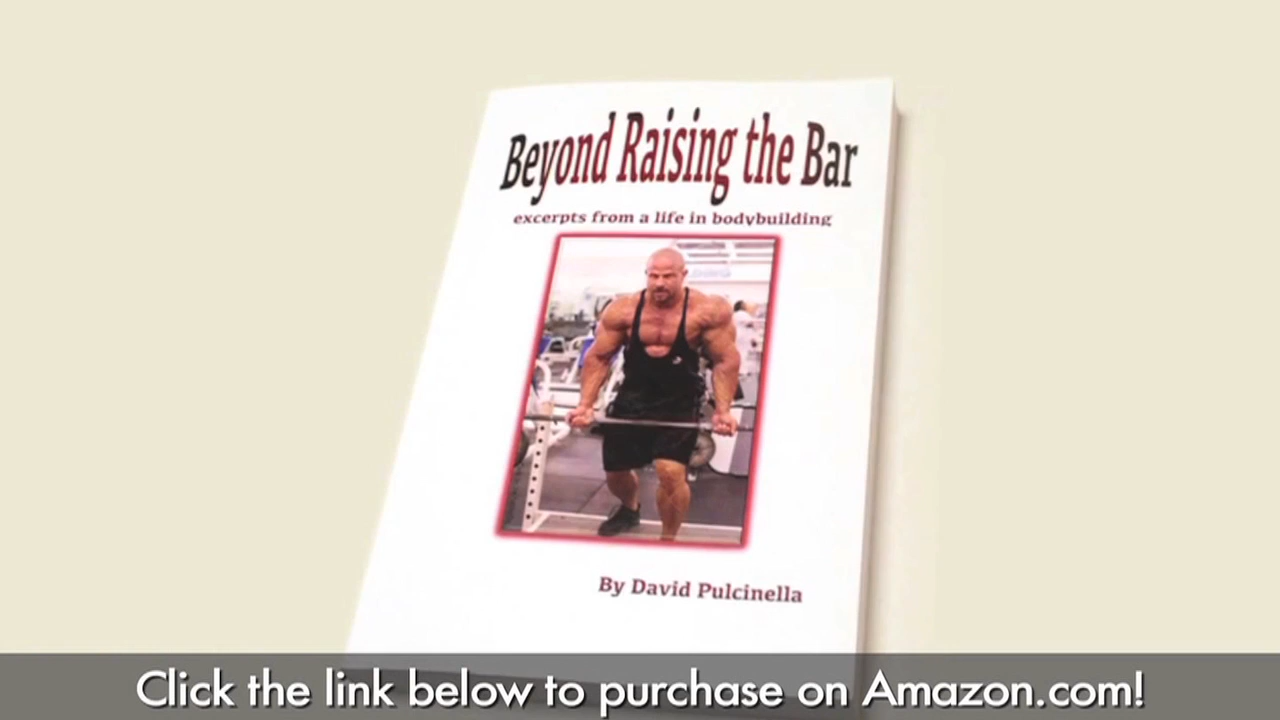 Beyond Raising the Bar
excerpts from a life in bodybuilding
By David Pulcinella
Click the link below to purchase on Amazon.com!